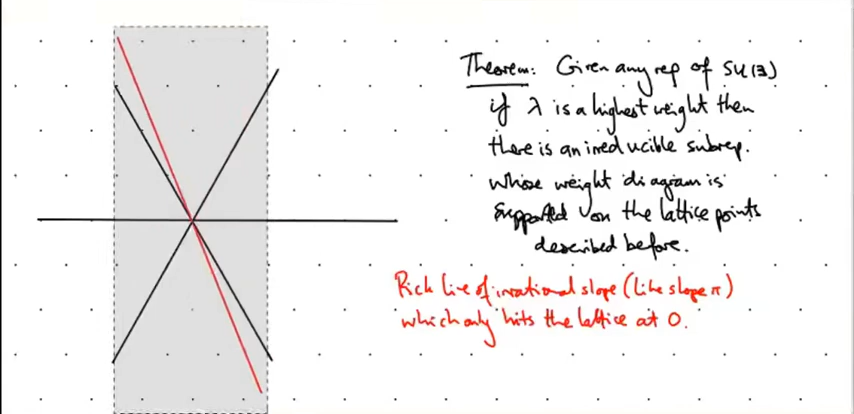 Theorem: Given any rep of SU(3)
if λ is a highest weight then
there is an irreducible subrep.
whose weight diagram is
supported on the lattice points
described before.
Pick line of irrational slope (like slope π)
which only hits the lattice at 0.